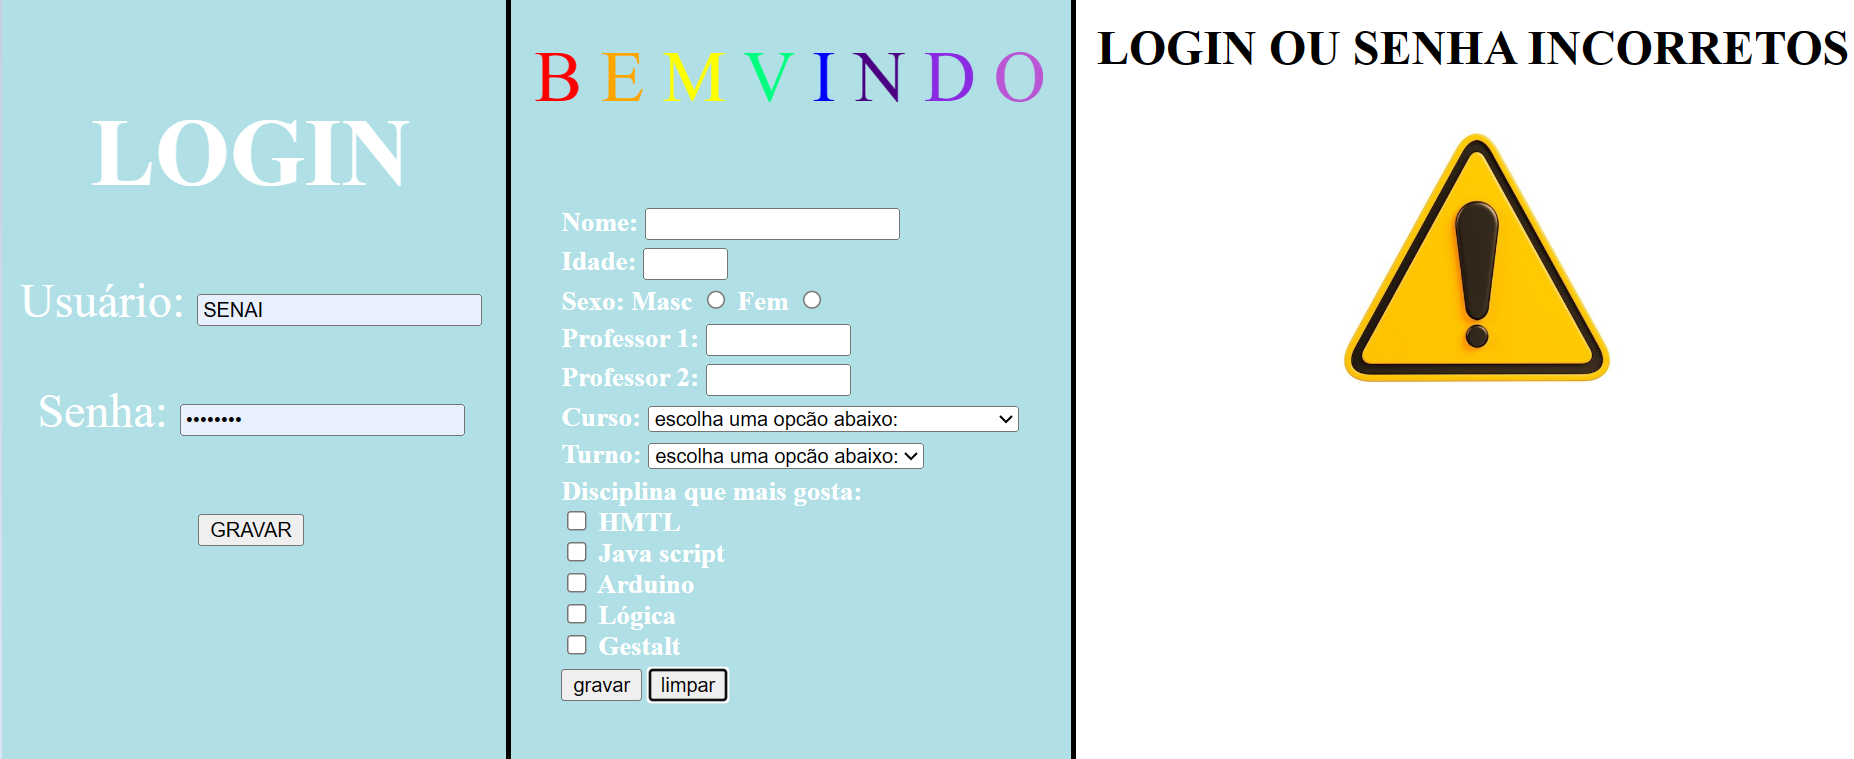 LOGIN
Usuário: SENAI
Senha: ••••••••
GRAVAR
B E M V I N D O
Nome:
Idade:
Sexo: Masc Fem
Professor 1:
Professor 2:
Curso: escolha uma opcão abaixo:
Turno: escolha uma opcão abaixo:
Disciplina que mais gosta:
HMTL
Java script
Arduino
Lógica
Gestalt
gravar limpar
LOGIN OU SENHA INCORRETOS
!